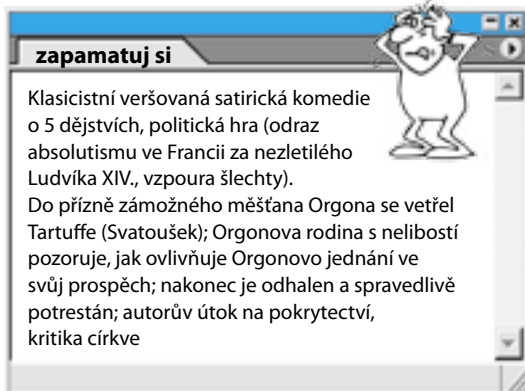 zapamatuj si
Klasicistní veršovaná satirická komedie
o 5 dějstvích, politická hra (odraz
absolutismu ve Francii za nezletilého
Ludvíka XIV., vzpoura šlechty).
Do přízně zámožného měšťana Orgona se vetřel
Tartuffe (Svatoušek); Orgonova rodina s nelibostí
pozoruje, jak ovlivňuje Orgonovo jednání ve
svůj prospěch; nakonec je odhalen a spravedlivě
potrestán; autorův útok na pokrytectví,
kritika církve